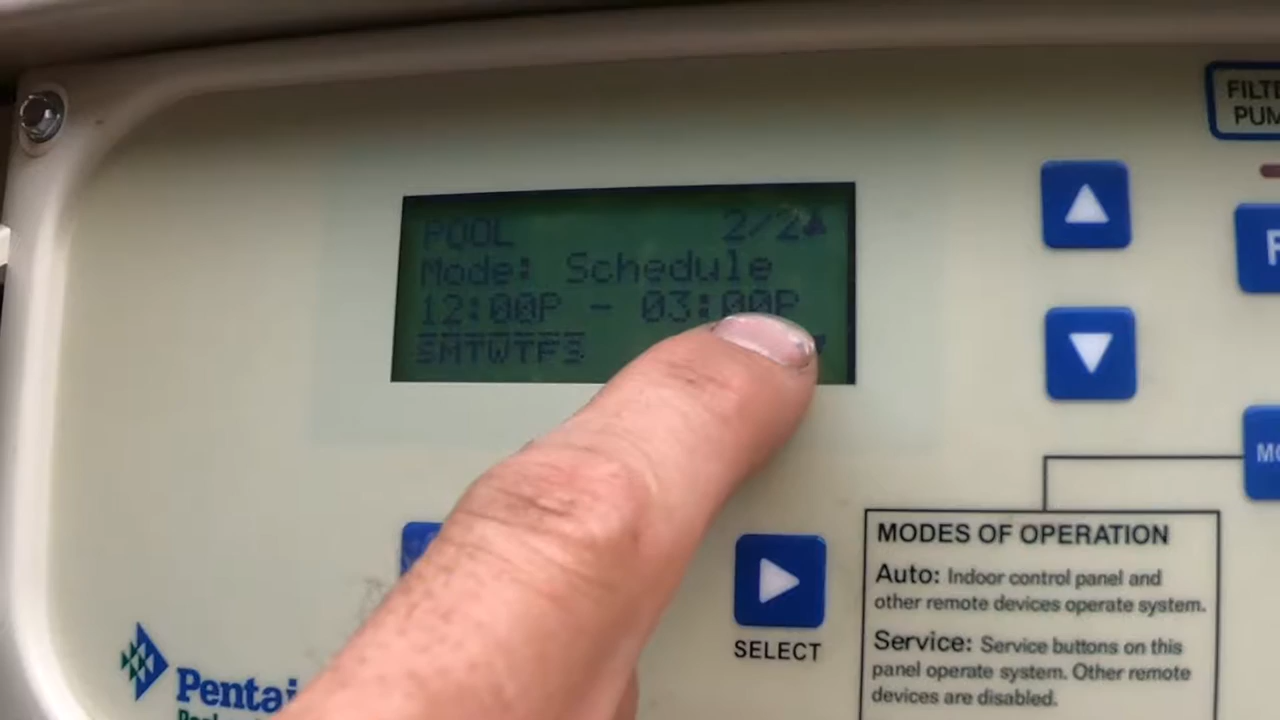 POOL 2/2
Mode: Schedule
12:00P - 03:00P
SMTWTFS
FILTE
PUM
SELECT
MODES OF OPERATION
Auto: Indoor control panel and
other remote devices operate system.
Service: Service buttons on this
panel operate system. Other remote
devices are disabled.
Pentai